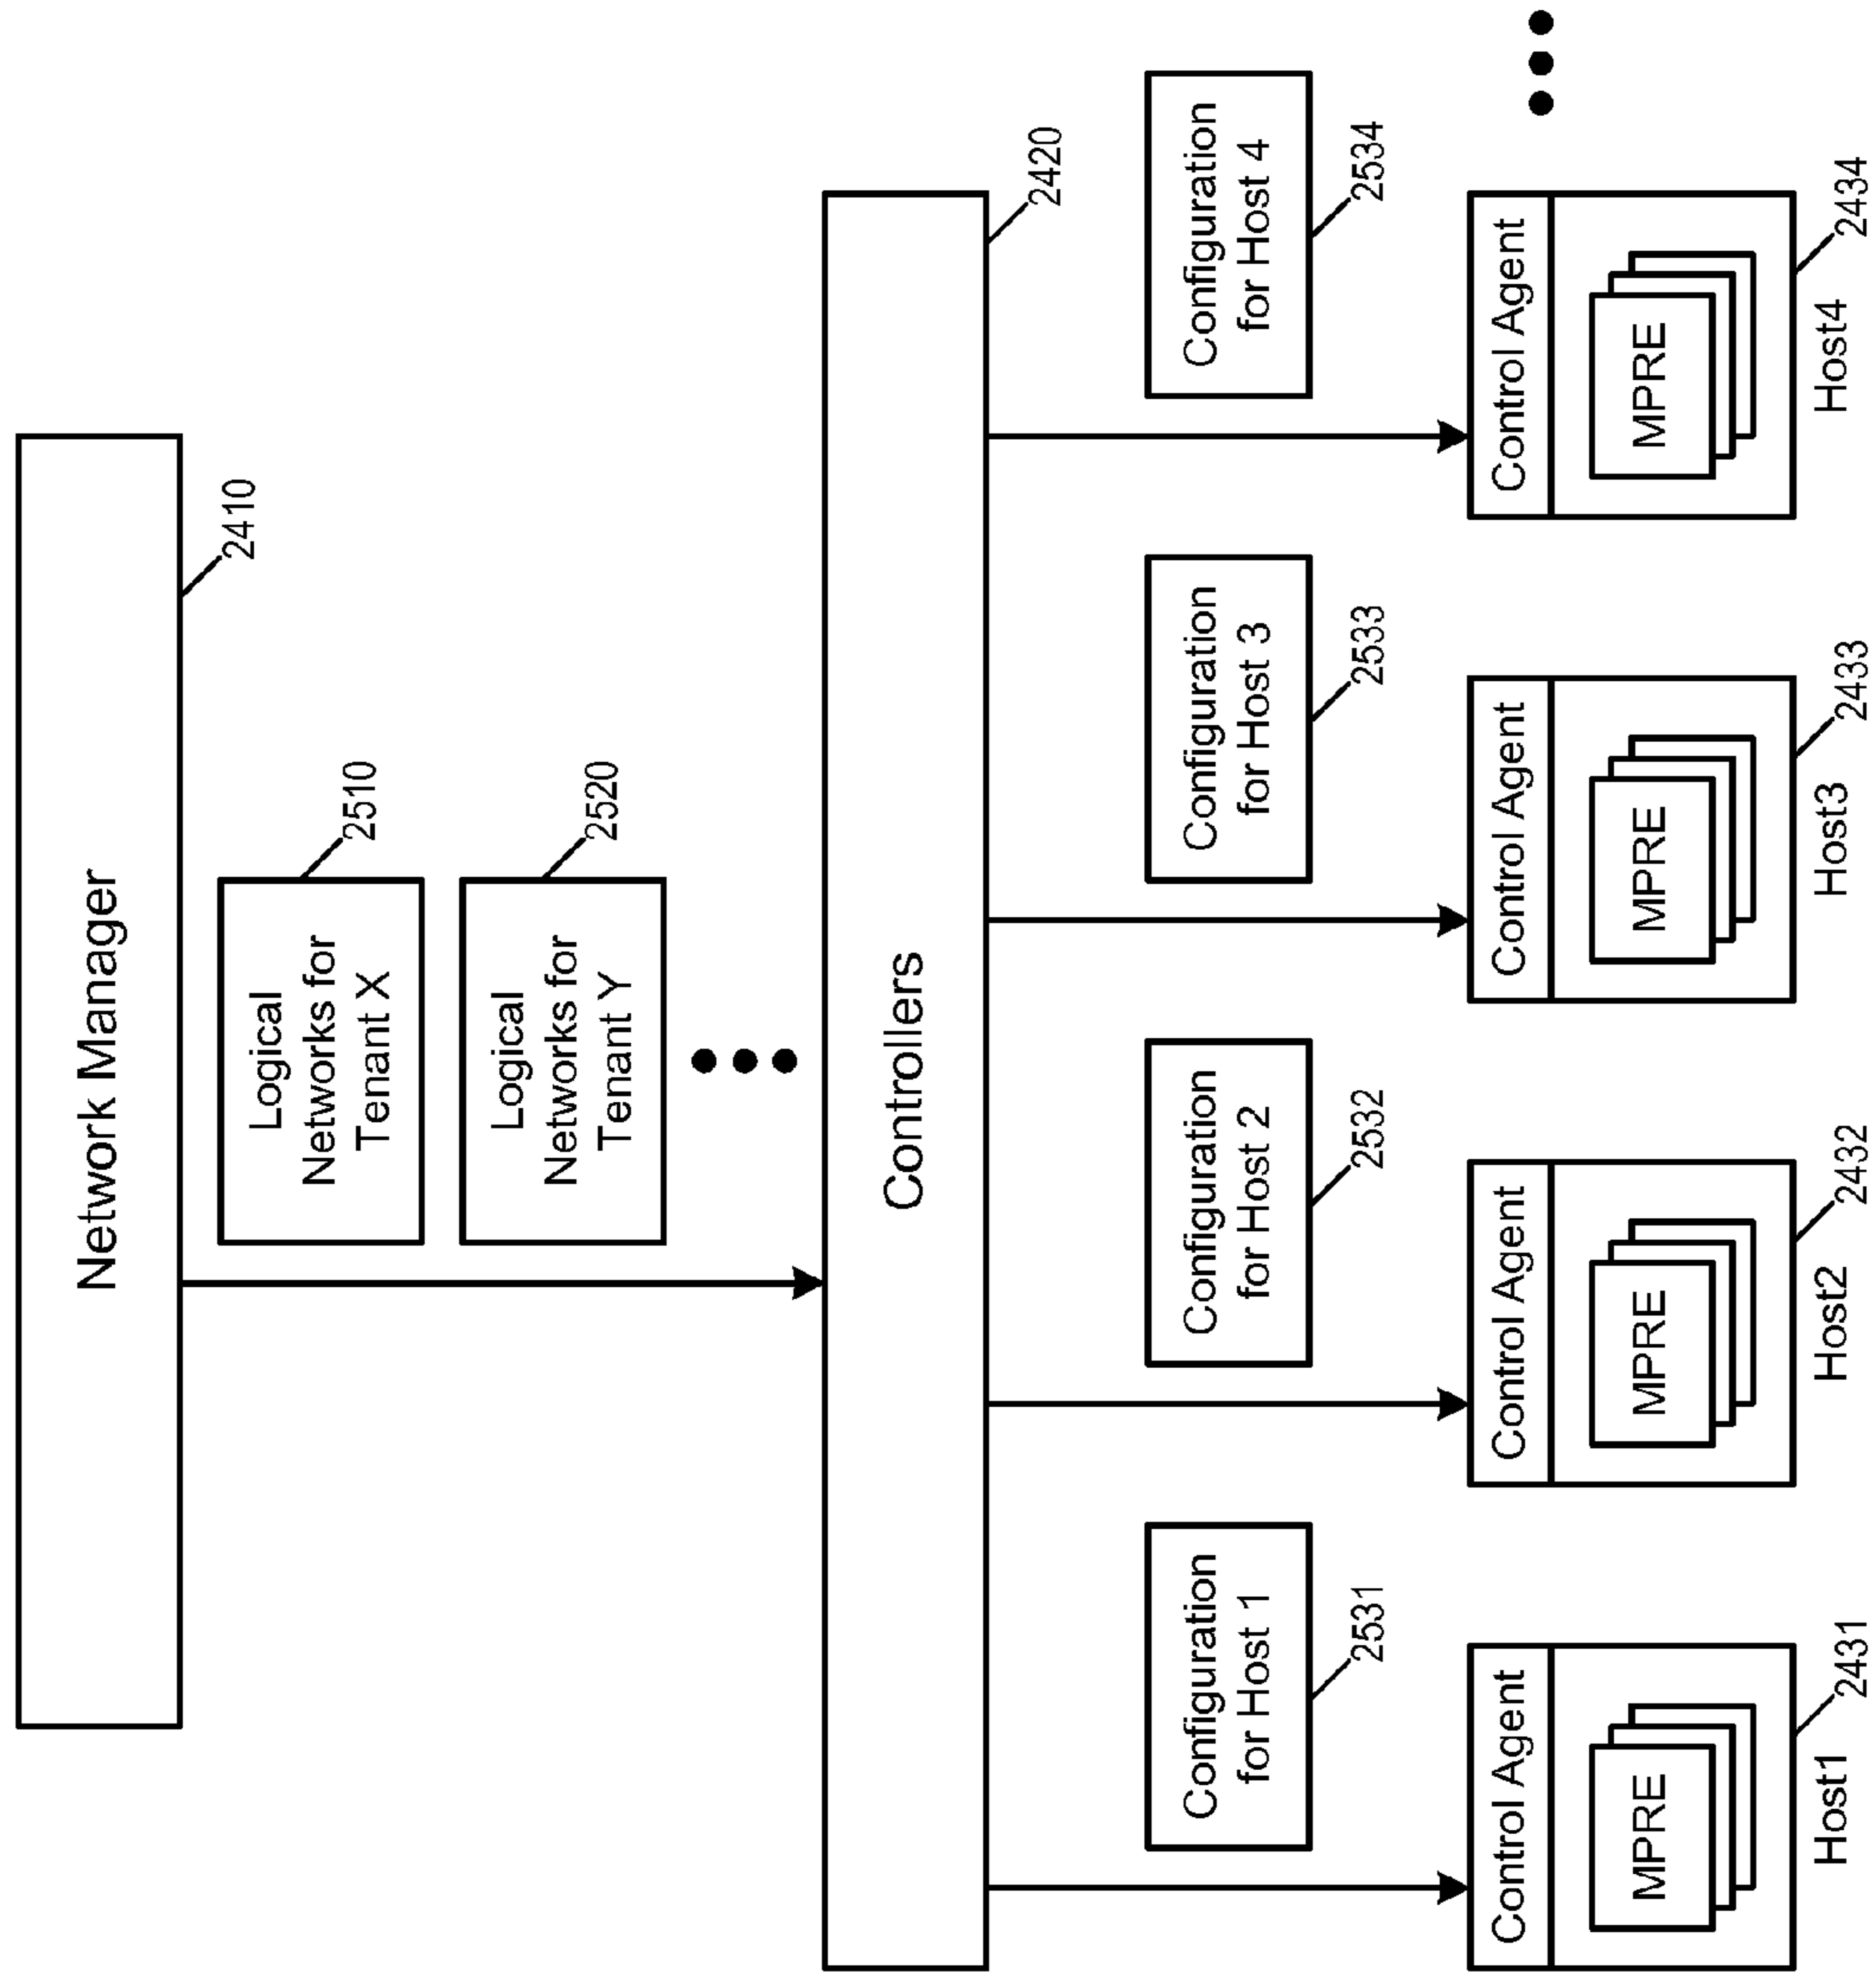 Network Manager
2410
Logical
Networks for
Tenant X
2510
Logical
Networks for
Tenant Y
2520
Controllers
2420
Configuration
for Host 1
2531
Configuration
for Host 2
2532
Configuration
for Host 3
2533
Configuration
for Host 4
2534
Control Agent
MPRE
2431
Host1
Control Agent
MPRE
2432
Host2
Control Agent
MPRE
2433
Host3
Control Agent
MPRE
2434
Host4